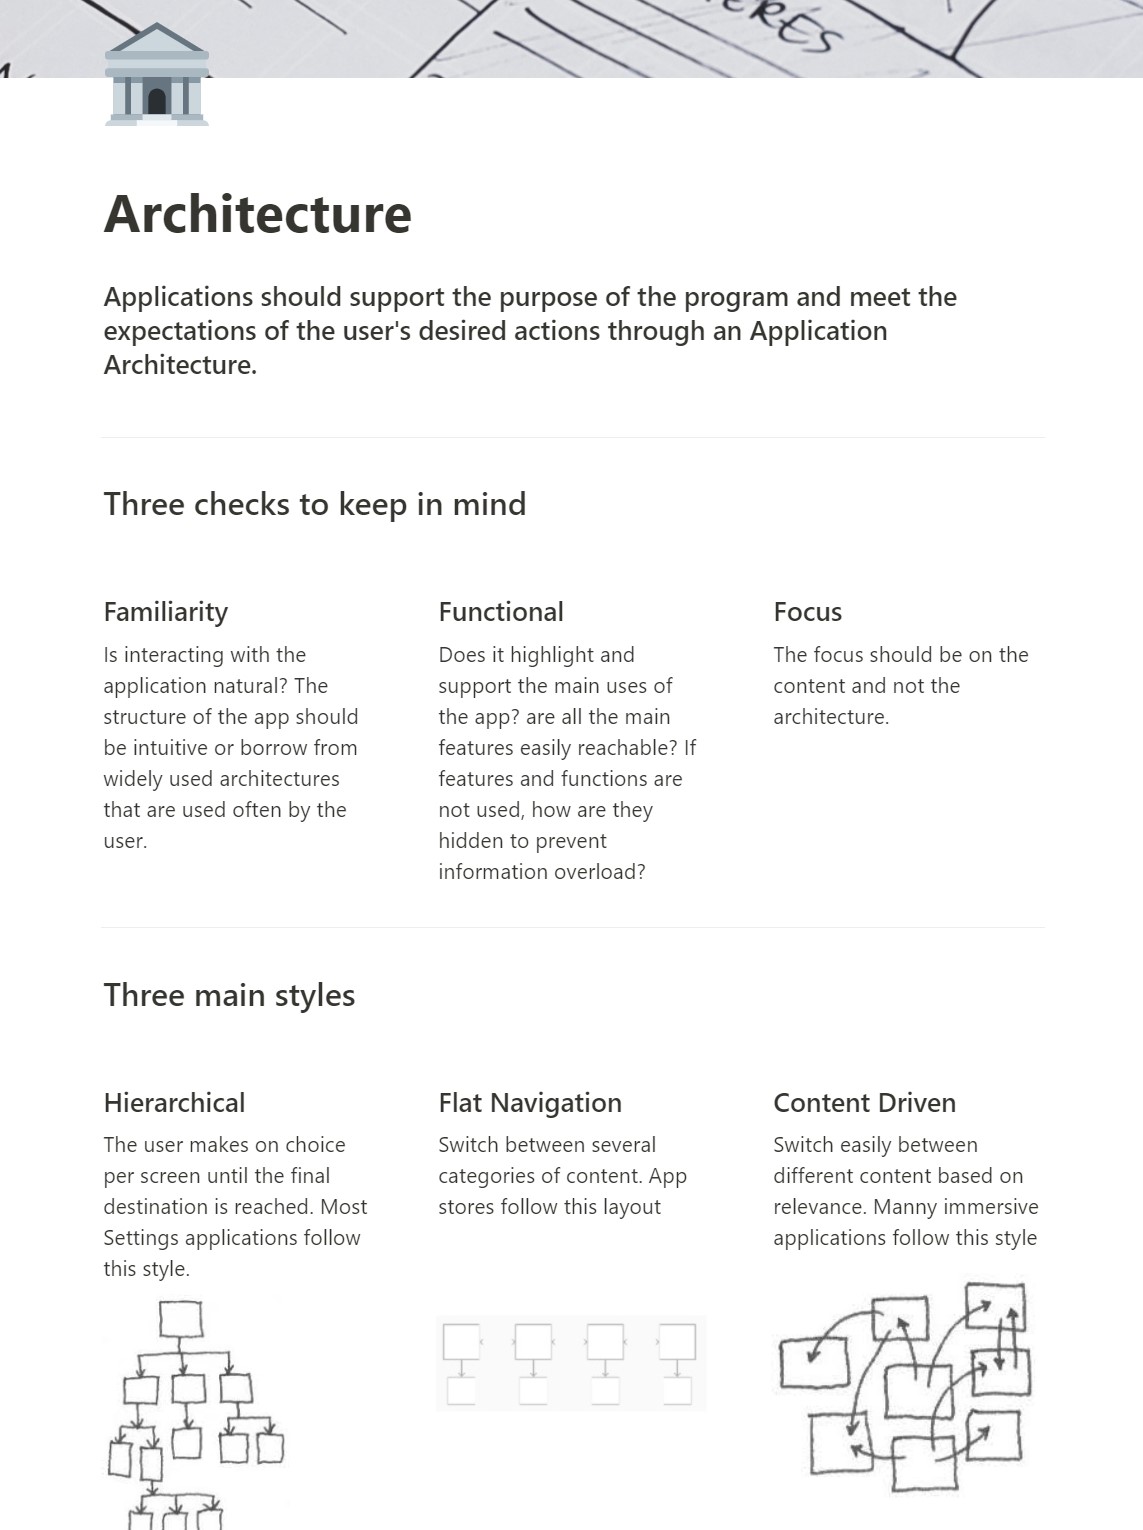 Architecture
Applications should support the purpose of the program and meet the
expectations of the user's desired actions through an Application
Architecture.
Three checks to keep in mind
Familiarity
Is interacting with the
application natural? The
structure of the app should
be intuitive or borrow from
widely used architectures
that are used often by the
user.
Functional
Does it highlight and
support the main uses of
the app? are all the main
features easily reachable? If
features and functions are
not used, how are they
hidden to prevent
information overload?
Focus
The focus should be on the
content and not the
architecture.
Three main styles
Hierarchical
The user makes on choice
per screen until the final
destination is reached. Most
Settings applications follow
this style.
Flat Navigation
Switch between several
categories of content. App
stores follow this layout
Content Driven
Switch easily between
different content based on
relevance. Manny immersive
applications follow this style